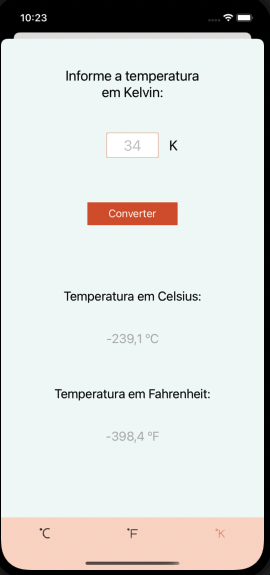 10:23
Informe a temperatura
em Kelvin:
34 K
Converter
Temperatura em Celsius:
-239,1 ºC
Temperatura em Fahrenheit:
-398,4 ºF
°C °F °K